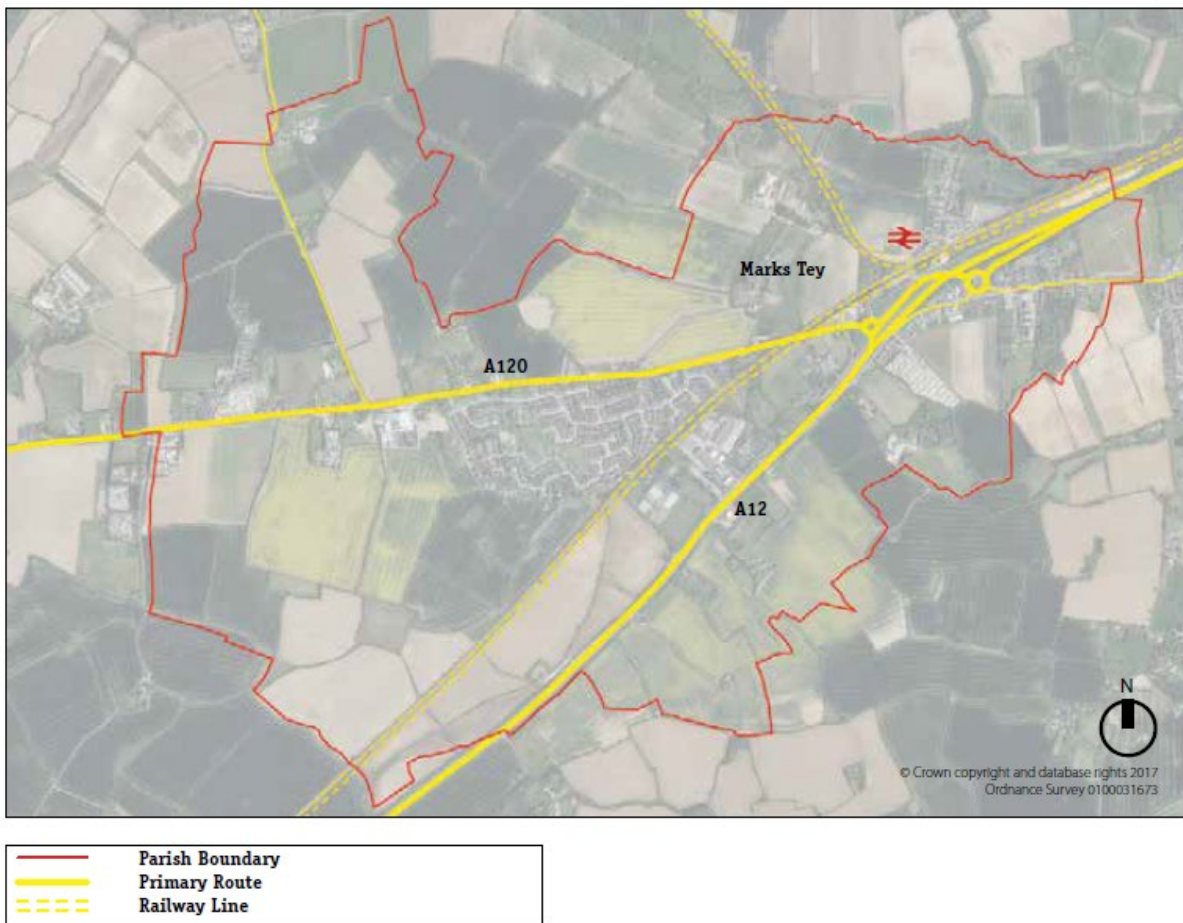 Marks Tey
A120
A12
N
© Crown copyright and database rights 2017
Ordnance Survey 0100031673
Parish Boundary
Primary Route
Railway Line